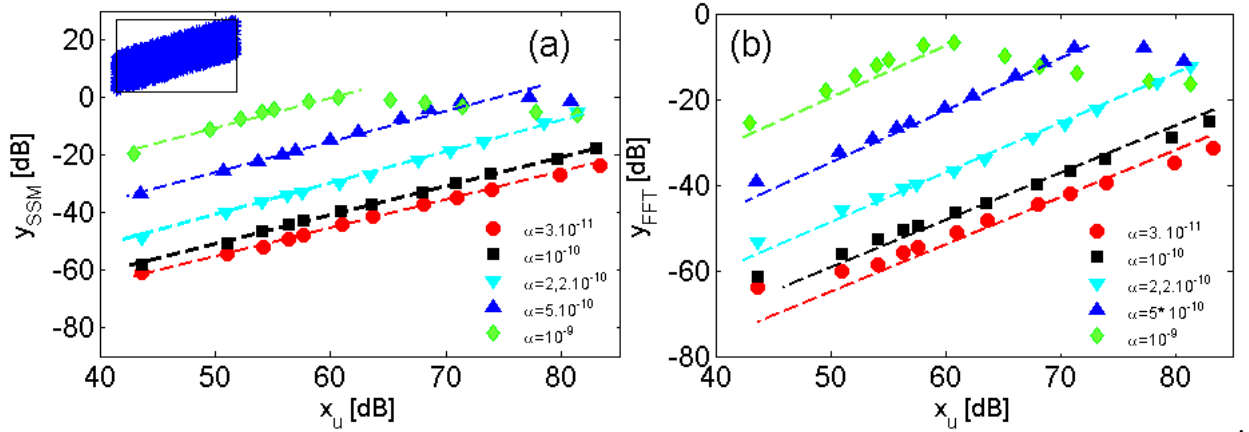 (a)
20
0
-20
-40
-60
-80
y_SSM [dB]
40 50 60 70 80
x_u [dB]
α=3.10^-11
α=10^-10
α=2,2.10^-10
α=5.10^-10
α=10^-9
(b)
0
-20
-40
-60
-80
y_FFT [dB]
40 50 60 70 80
x_u [dB]
α=3. 10^-11
α=10^-10
α=2,2.10^-10
α=5* 10^-10
α=10^-9
.